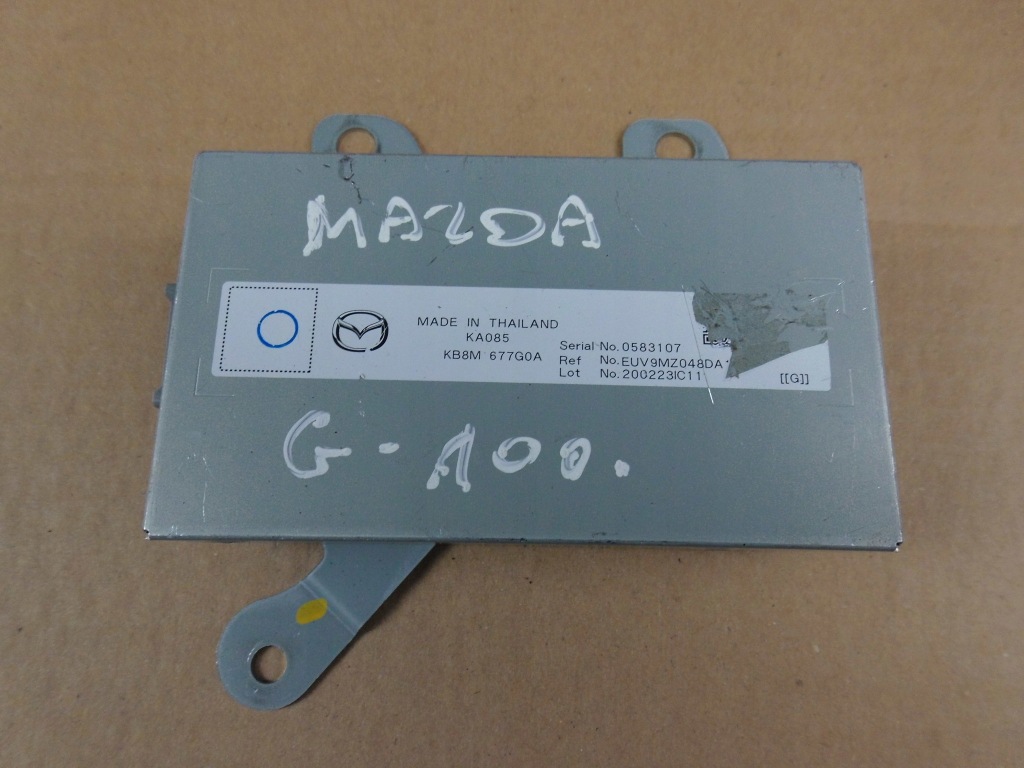 MAZDA
MADE IN THAILAND
KA085
KB8M 677G0A
Serial No. 0583107
Ref No. EUV9MZ048DA
Lot No. 200223IC11
[[G]]
G-100.